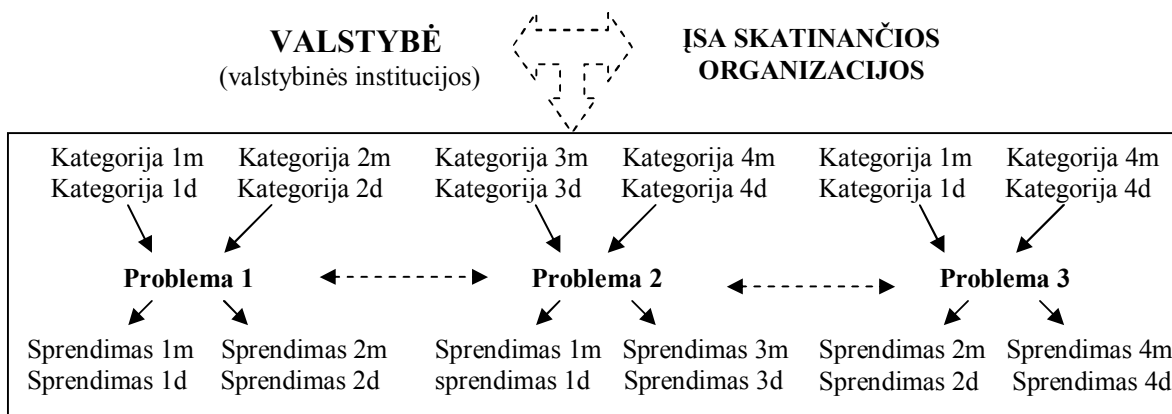 VALSTYBĖ
(valstybinės institucijos)
ĮSA SKATINANČIOS
ORGANIZACIJOS
Kategorija 1m Kategorija 2m Kategorija 3m Kategorija 4m Kategorija 1m Kategorija 4m
Kategorija 1d Kategorija 2d Kategorija 3d Kategorija 4d Kategorija 1d Kategorija 4d
Problema 1 Problema 2 Problema 3
Sprendimas 1m Sprendimas 2m Sprendimas 1m Sprendimas 3m Sprendimas 2m Sprendimas 4m
Sprendimas 1d Sprendimas 2d sprendimas 1d Sprendimas 3d Sprendimas 2d Sprendimas 4d